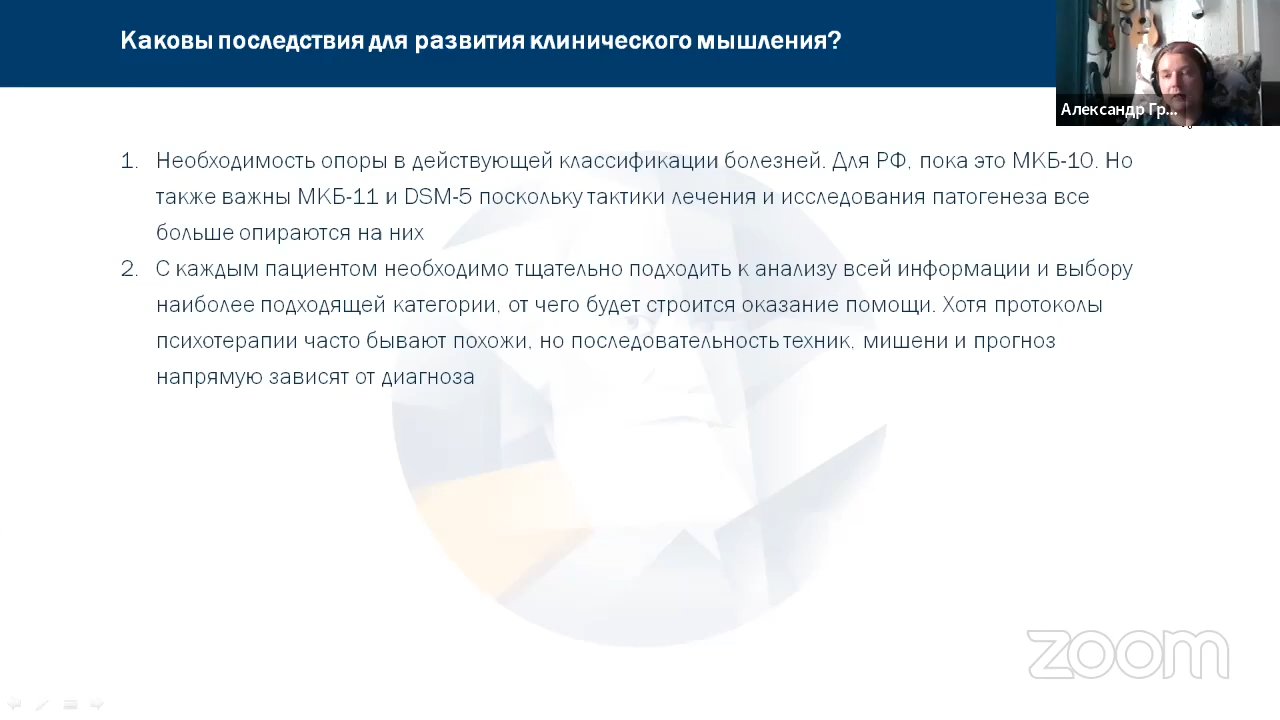 Каковы последствия для развития клинического мышления?
Александр Гр...
1. Необходимость опоры в действующей классификации болезней. Для РФ, пока это МКБ-10. Но
также важны МКБ-11 и DSM-5 поскольку тактики лечения и исследования патогенеза все
больше опираются на них
2. С каждым пациентом необходимо тщательно подходить к анализу всей информации и выбору
наиболее подходящей категории, от чего будет строится оказание помощи. Хотя протоколы
психотерапии часто бывают похожи, но последовательность техник, мишени и прогноз
напрямую зависят от диагноза
zoom